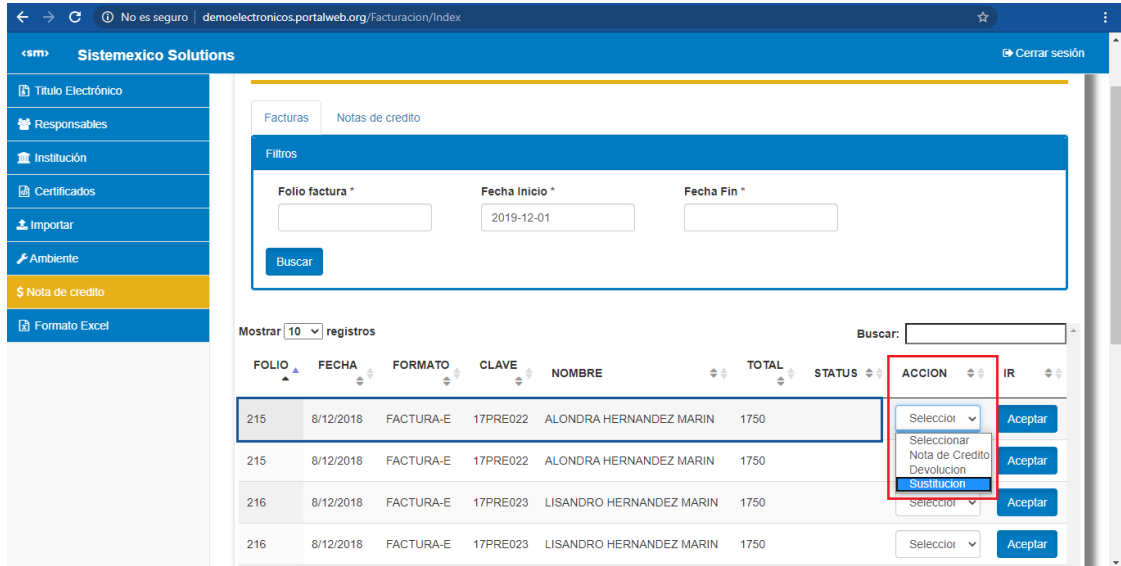 No es seguro | demoelectronicos.portalweb.org/Facturacion/Index
<sm> Sistemexico Solutions Cerrar sesión
Titulo Electrónico
Responsables
Institución
Certificados
Importar
Ambiente
$ Nota de credito
Formato Excel
Facturas Notas de credito
Filtros
Folio factura * Fecha Inicio * Fecha Fin *
2019-12-01
Buscar
Mostrar 10 registros Buscar:
FOLIO FECHA FORMATO CLAVE NOMBRE TOTAL STATUS ACCION IR
215 8/12/2018 FACTURA-E 17PRE022 ALONDRA HERNANDEZ MARIN 1750 Seleccior Aceptar
Seleccionar
Nota de Credito
Devolucion
Sustitucion
215 8/12/2018 FACTURA-E 17PRE022 ALONDRA HERNANDEZ MARIN 1750 Aceptar
216 8/12/2018 FACTURA-E 17PRE023 LISANDRO HERNANDEZ MARIN 1750 Seleccior Aceptar
216 8/12/2018 FACTURA-E 17PRE023 LISANDRO HERNANDEZ MARIN 1750 Seleccior Aceptar